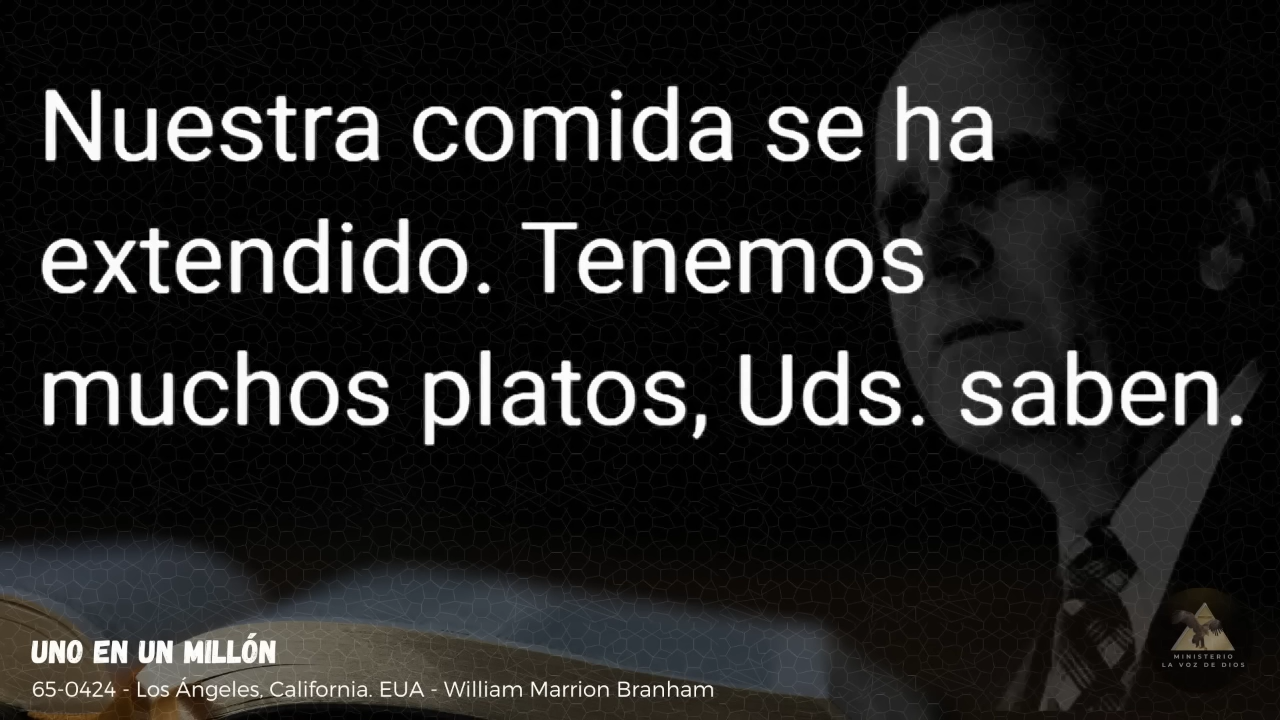 Nuestra comida se ha
extendido. Tenemos
muchos platos, Uds. saben.
UNO EN UN MILLÓN
65-0424 - Los Ángeles, California. EUA - William Marrion Branham
MINISTERIO
LA VOZ DE DIOS